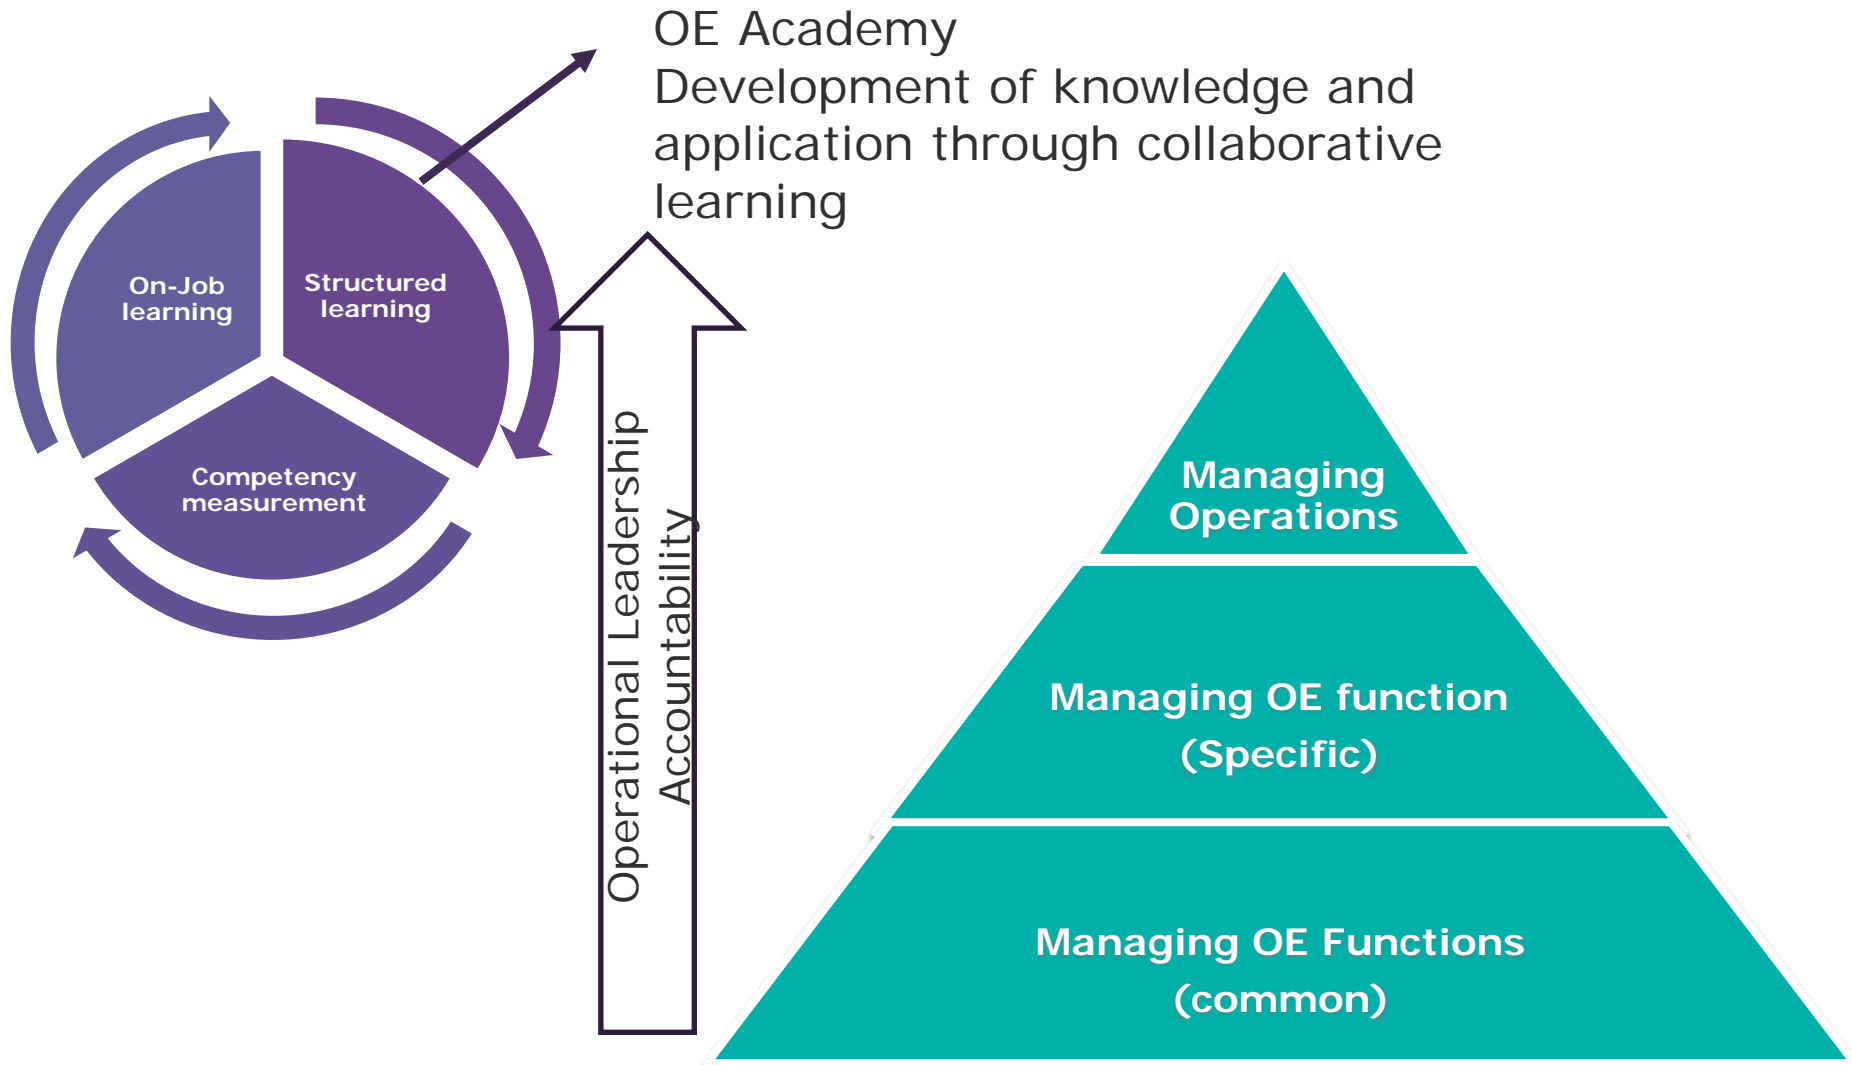 OE Academy
Development of knowledge and
application through collaborative
learning
On-Job
learning
Structured
learning
Competency
measurement
Operational Leadership
Accountability
Managing
Operations
Managing OE function
(Specific)
Managing OE Functions
(common)